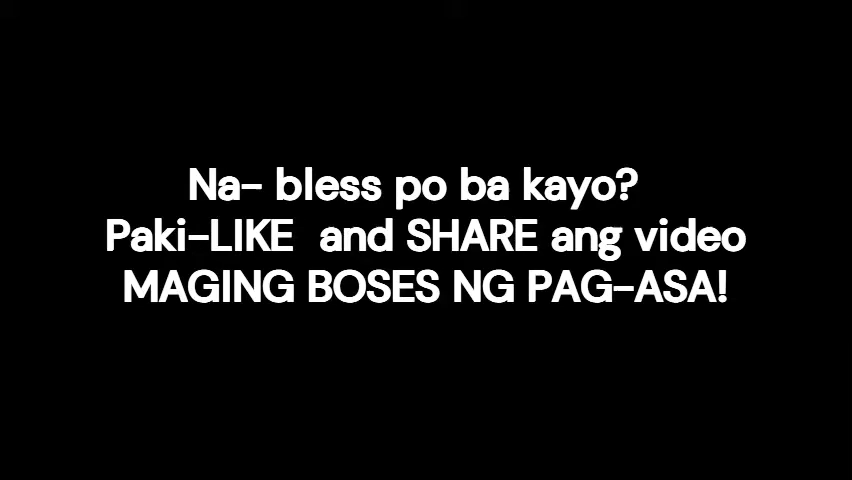 Na- bless po ba kayo?
Paki-LIKE  and SHARE ang video
MAGING BOSES NG PAG-ASA!